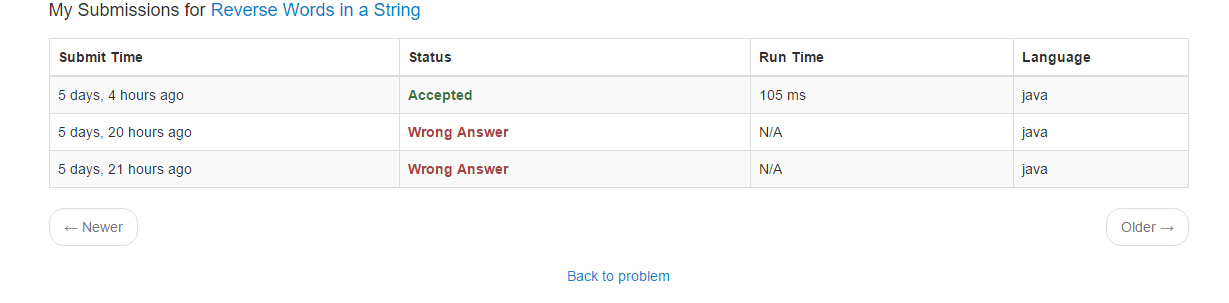 My Submissions for Reverse Words in a String
Submit Time Status Run Time Language
5 days, 4 hours ago Accepted 105 ms java
5 days, 20 hours ago Wrong Answer N/A java
5 days, 21 hours ago Wrong Answer N/A java
← Newer Older →
Back to problem